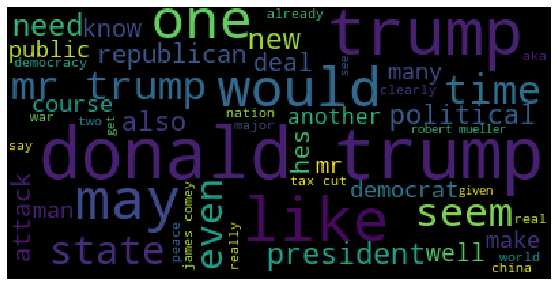 need
know
one
already
trump
public
republican
new
deal
many
see
aka
democracy
mr trump
would
clearly
time
course
nation
another
political
war
two
also
major
robert mueller
say
get
donald trump
hes
mr
tax cut
democrat
given
attack
man
may
even
like
seem
real
peace
james comey
really
state
president
well
make
world
china